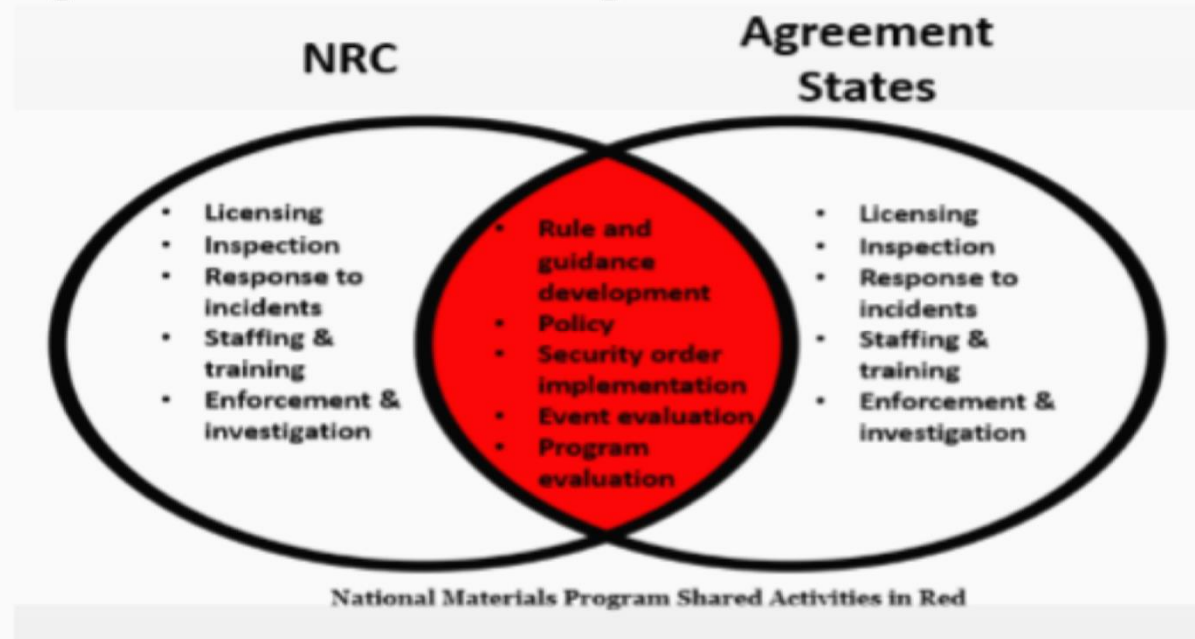 NRC
Agreement
States
• Licensing
• Inspection
• Response to
incidents
• Staffing &
training
• Enforcement &
investigation
• Rule and
guidance
development
• Policy
• Security order
implementation
• Event evaluation
• Program
evaluation
• Licensing
• Inspection
• Response to
incidents
• Staffing &
training
• Enforcement &
investigation
National Materials Program Shared Activities in Red